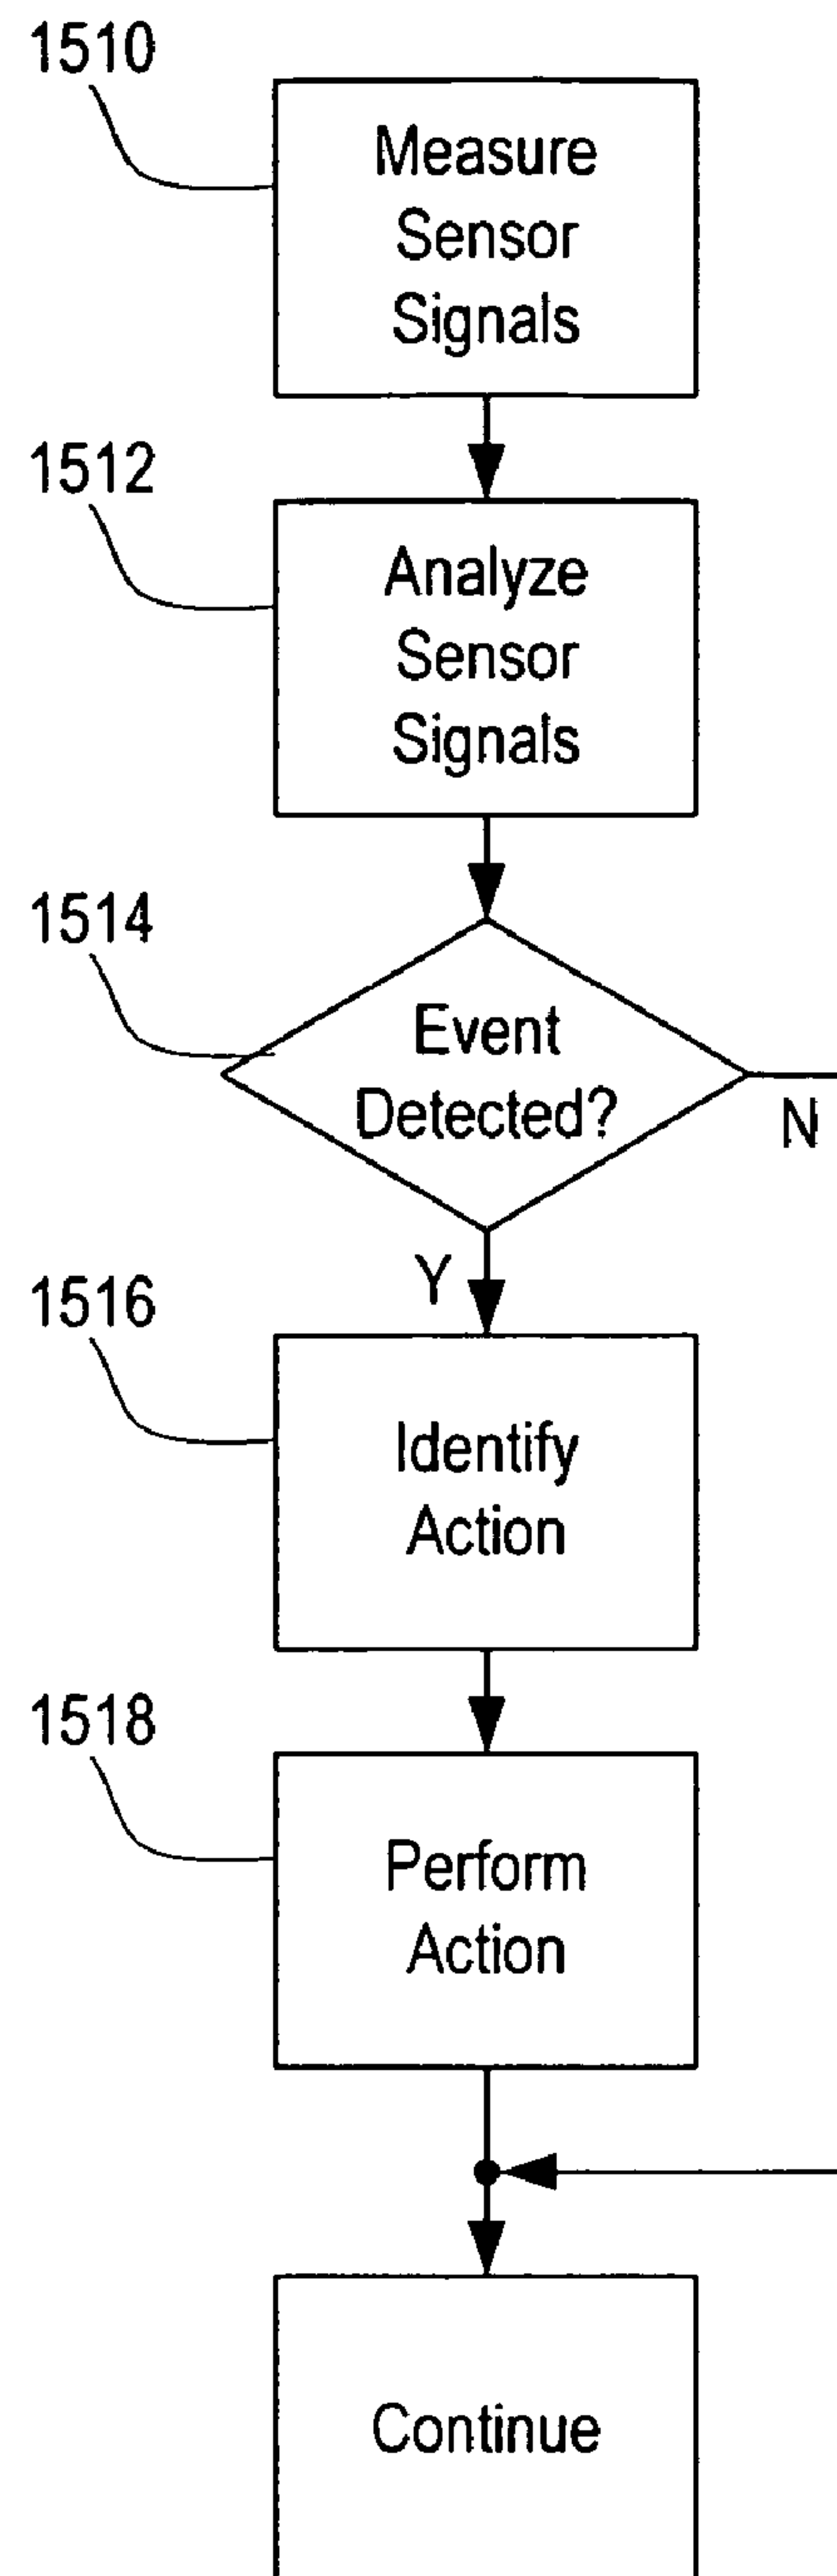 1510
Measure
Sensor
Signals
1512
Analyze
Sensor
Signals
1514
Event
Detected?
N
Y
1516
Identify
Action
1518
Perform
Action
Continue